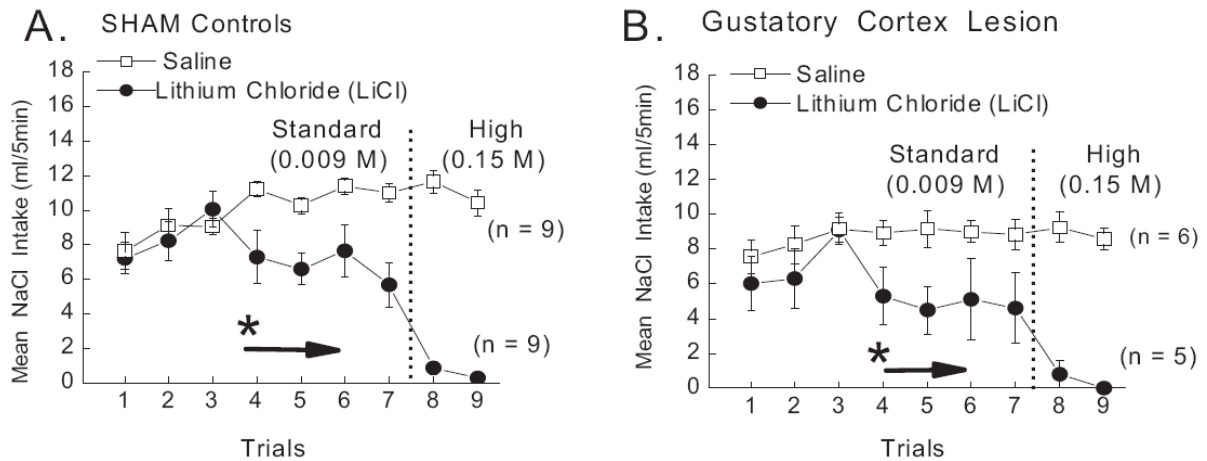 A. SHAM Controls
Saline
Lithium Chloride (LiCl)
Standard
(0.009 M)
High
(0.15 M)
(n = 9)
(n = 9)
*
Mean NaCl Intake (ml/5min)
18
16
14
12
10
8
6
4
2
0
1 2 3 4 5 6 7 8 9
Trials
B. Gustatory Cortex Lesion
Saline
Lithium Chloride (LiCl)
Standard
(0.009 M)
High
(0.15 M)
(n = 6)
(n = 5)
*
Mean NaCl Intake (ml/5min)
18
16
14
12
10
8
6
4
2
0
1 2 3 4 5 6 7 8 9
Trials